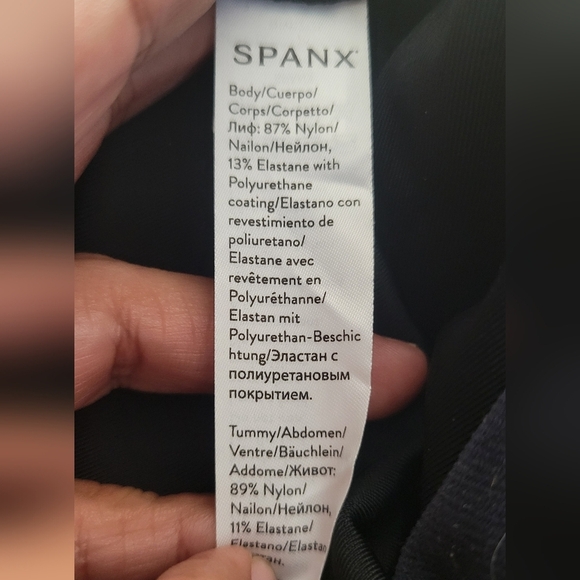 SPANX
Body/Cuerpo/
Corps/Corpetto/
Лиф: 87% Nylon/
Nailon/Нейлон,
13% Elastane with
Polyurethane
coating/Elastano con
revestimiento de
poliuretano/
Elastane avec
revêtement en
Polyuréthanne/
Elastan mit
Polyurethan-Beschic
htung/Эластан с
полиуретановым
покрытием.
Tummy/Abdomen/
Ventre/Bäuchlein/
Addome/Живот:
89% Nylon/
Nailon/Нейлон,
11% Elastane/
Elastano/Elastan